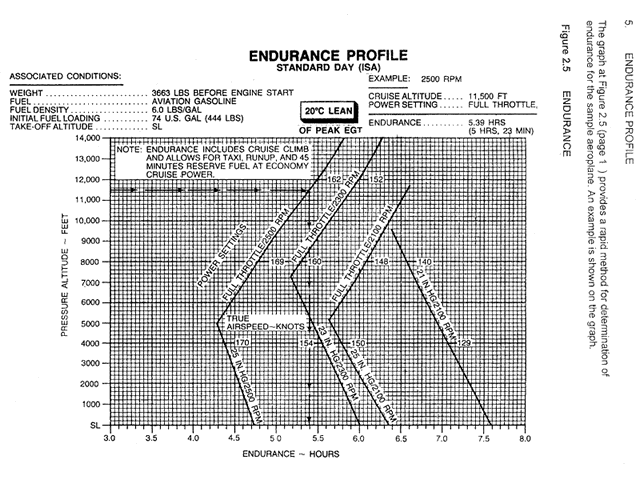 5. ENDURANCE PROFILE
The graph at Figure 2.5 (page 1 ) provides a rapid method for determination of
endurance for the sample aeroplane. An example is shown on the graph.
Figure 2.5 ENDURANCE
ENDURANCE PROFILE
STANDARD DAY (ISA)
ASSOCIATED CONDITIONS:
WEIGHT 3663 LBS BEFORE ENGINE START
FUEL AVIATION GASOLINE
FUEL DENSITY 6.0 LBS/GAL
INITIAL FUEL LOADING 74 U.S. GAL (444 LBS)
TAKE-OFF ALTITUDE SL
20°C LEAN
OF PEAK EGT
EXAMPLE: 2500 RPM
CRUISE ALTITUDE 11,500 FT
POWER SETTING FULL THROTTLE,
ENDURANCE 5.39 HRS
(5 HRS, 23 MIN)
NOTE: ENDURANCE INCLUDES CRUISE CLIMB
AND ALLOWS FOR TAXI, RUNUP, AND 45
MINUTES RESERVE FUEL AT ECONOMY
CRUISE POWER.
PRESSURE ALTITUDE ~ FEET
14,000
13,000
12,000
11,000
10,000
9000
8000
7000
6000
5000
4000
3000
2000
1000
SL
POWER SETTINGS
FULL THROTTLE/2500 RPM
FULL THROTTLE/2300 RPM
FULL THROTTLE/2100 RPM
162 152
169 160 148 140
TRUE
AIRSPEED~KNOTS
170 154 150 129
25 IN HG/2500 RPM
23 IN HG/2300 RPM
25 IN HG/2100 RPM
21 IN HG/2100 RPM
3.0 3.5 4.0 4.5 5.0 5.5 6.0 6.5 7.0 7.5 8.0
ENDURANCE ~ HOURS